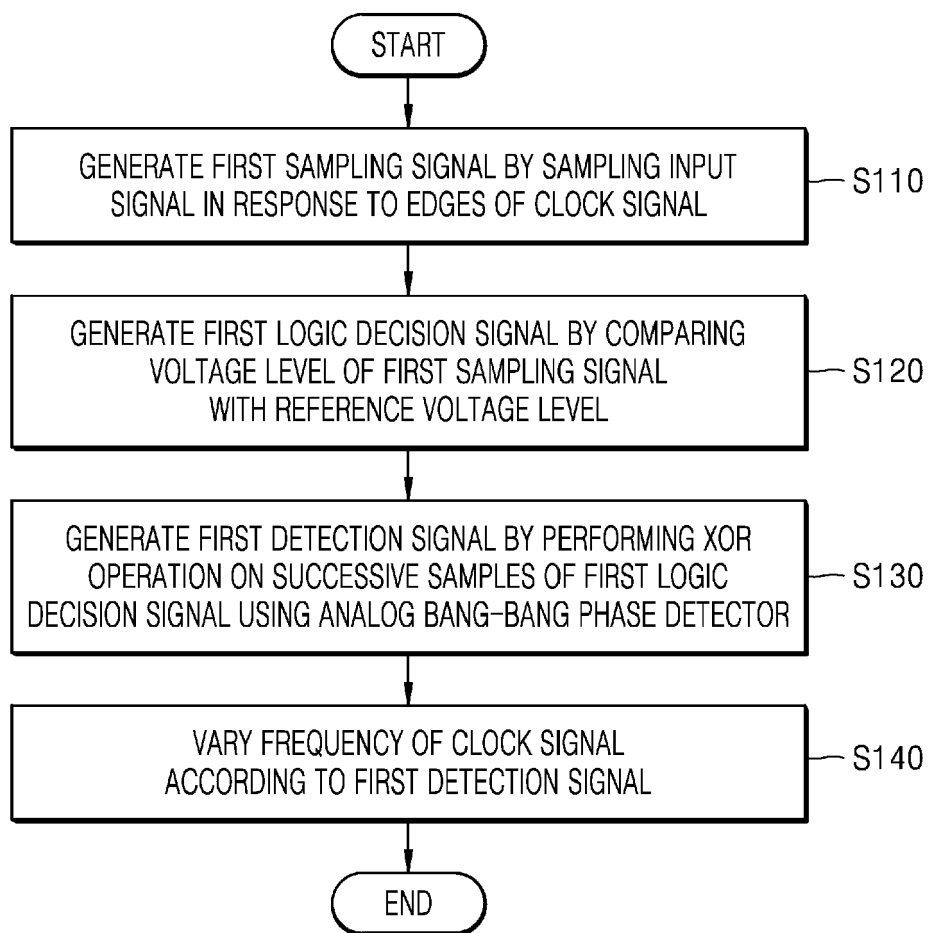 START
GENERATE FIRST SAMPLING SIGNAL BY SAMPLING INPUT
SIGNAL IN RESPONSE TO EDGES OF CLOCK SIGNAL
S110
GENERATE FIRST LOGIC DECISION SIGNAL BY COMPARING
VOLTAGE LEVEL OF FIRST SAMPLING SIGNAL
WITH REFERENCE VOLTAGE LEVEL
S120
GENERATE FIRST DETECTION SIGNAL BY PERFORMING XOR
OPERATION ON SUCCESSIVE SAMPLES OF FIRST LOGIC
DECISION SIGNAL USING ANALOG BANG-BANG PHASE DETECTOR
S130
VARY FREQUENCY OF CLOCK SIGNAL
ACCORDING TO FIRST DETECTION SIGNAL
S140
END